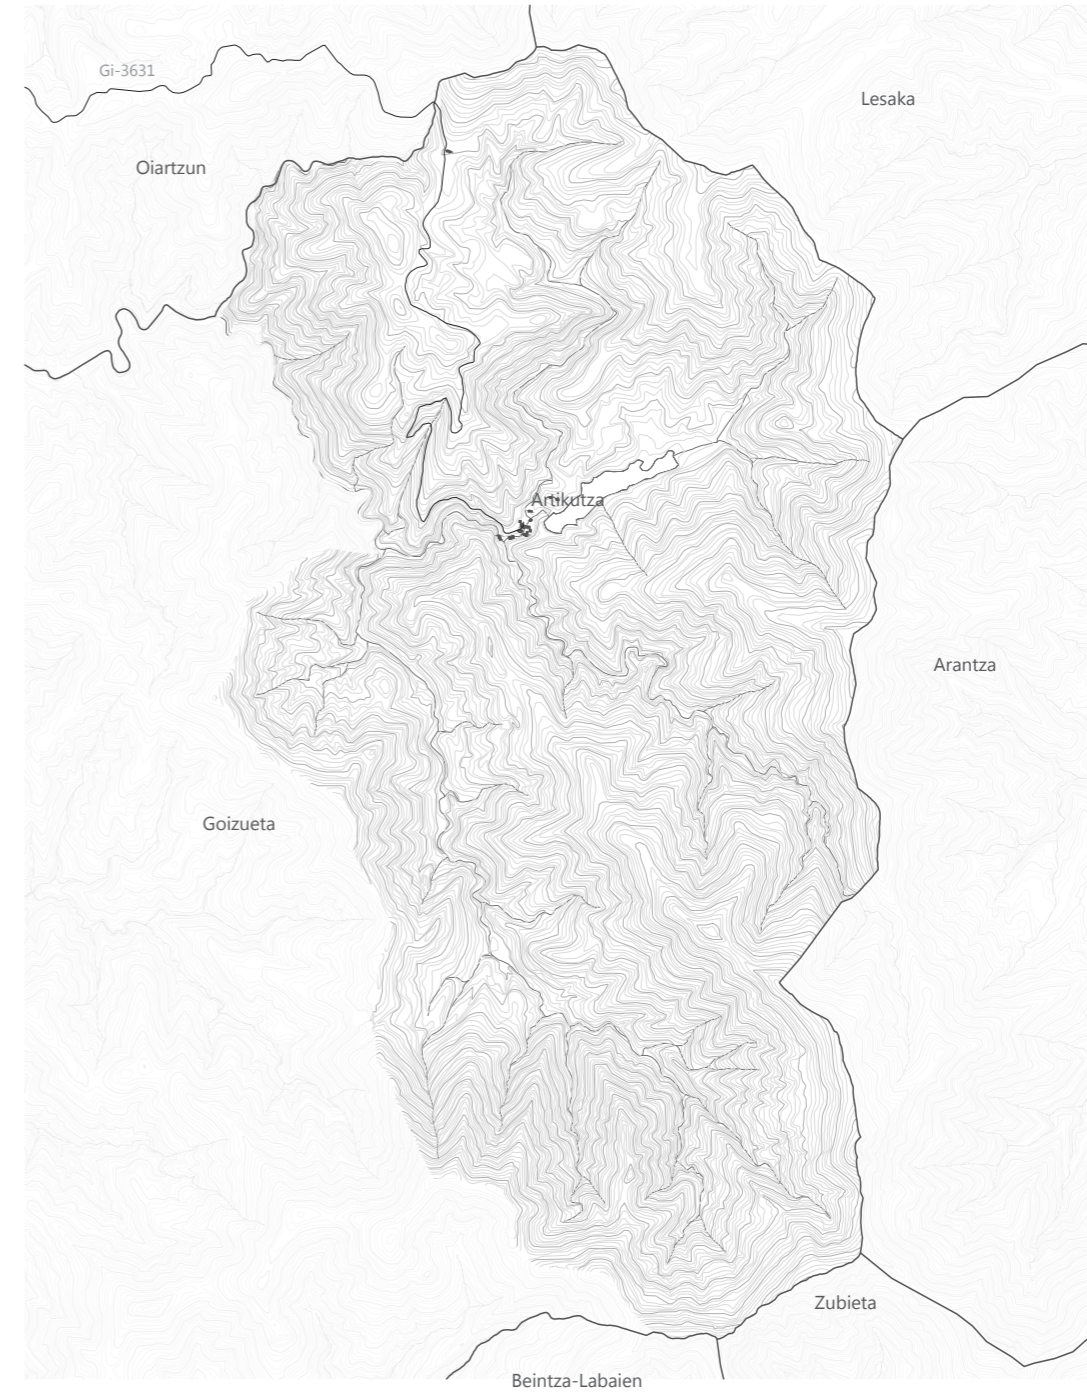 Gi-3631
Lesaka
Oiartzun
Artikutza
Arantza
Goizueta
Zubieta
Beintza-Labaien